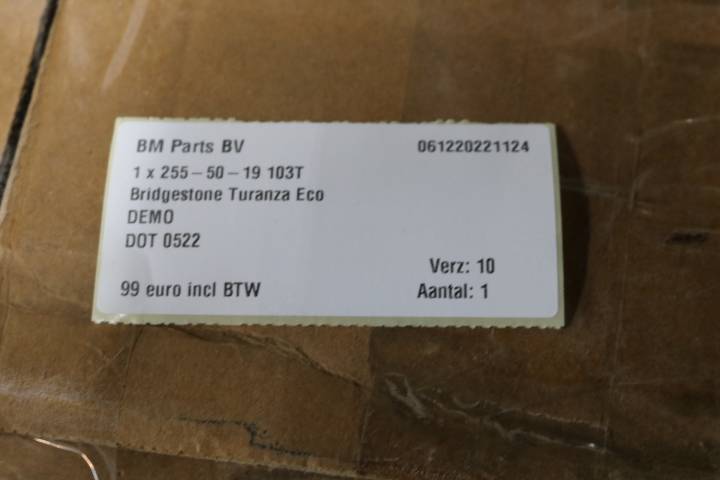 BM Parts BV 061220221124
1 x 255-50-19 103T
Bridgestone Turanza Eco
DEMO
DOT 0522
Verz: 10
99 euro incl BTW Aantal: 1